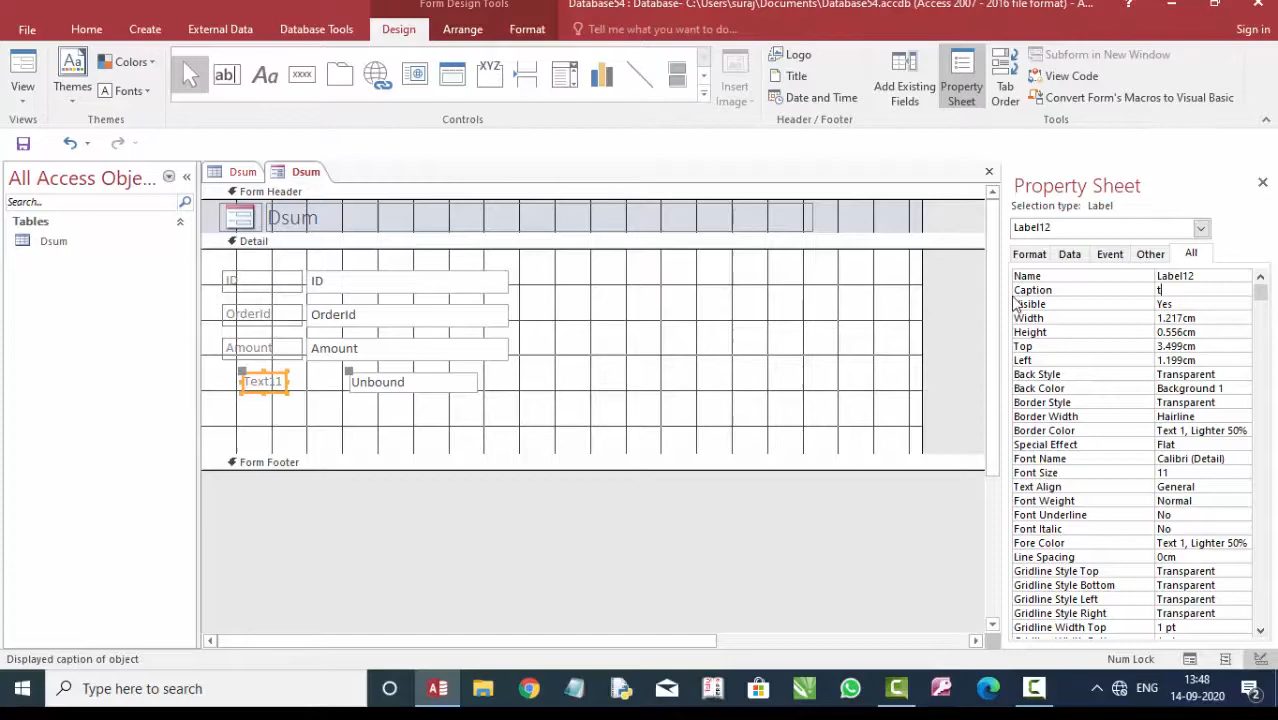 Form Design Tools
Database54 : Database- C:\Users\suraj\Documents\Database54.accdb (Access 2007 - 2016 file format) - A...
File Home Create External Data Database Tools Design Arrange Format Tell me what you want to do... Sign in
View
Views
Themes
Colors
Fonts
Themes
ab|
Aa
xxxx
XYZ
Controls
Insert
Image
Logo
Title
Date and Time
Header / Footer
Add Existing
Fields
Property
Sheet
Tab
Order
Subform in New Window
View Code
Convert Form's Macros to Visual Basic
Tools
All Access Obje...
Search...
Tables
Dsum
Dsum
Dsum
Form Header
Dsum
Detail
ID ID
OrderId OrderId
Amount Amount
Text11 Unbound
Form Footer
Property Sheet
Selection type: Label
Label12
Format Data Event Other All
Name Label12
Caption t
isible Yes
Width 1.217cm
Height 0.556cm
Top 3.499cm
Left 1.199cm
Back Style Transparent
Back Color Background 1
Border Style Transparent
Border Width Hairline
Border Color Text 1, Lighter 50%
Special Effect Flat
Font Name Calibri (Detail)
Font Size 11
Text Align General
Font Weight Normal
Font Underline No
Font Italic No
Fore Color Text 1, Lighter 50%
Line Spacing 0cm
Gridline Style Top Transparent
Gridline Style Bottom Transparent
Gridline Style Left Transparent
Gridline Style Right Transparent
Gridline Width Top 1 pt
Displayed caption of object
Num Lock
Type here to search
ENG
13:48
14-09-2020
2